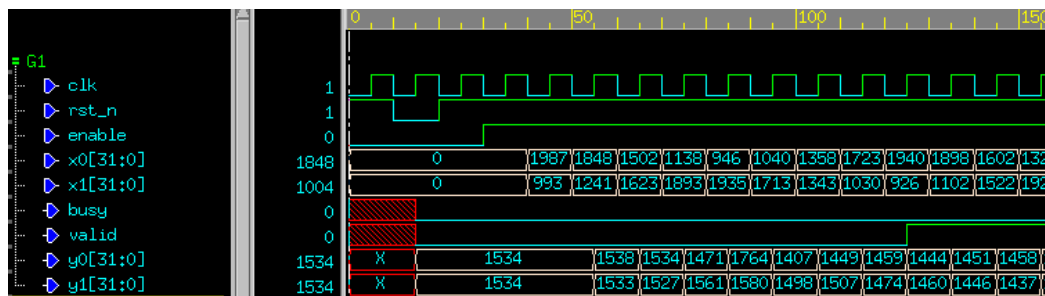 0 50 100 150
G1
clk 1
rst_n 1
enable 0
x0[31:0] 1848 0 1987 1848 1502 1138 946 1040 1358 1723 1940 1898 1602 132
x1[31:0] 1004 0 993 1241 1623 1893 1935 1713 1343 1030 926 1102 1522 192
busy 0
valid 0
y0[31:0] 1534 X 1534 1538 1534 1471 1764 1407 1449 1459 1444 1451 1458
y1[31:0] 1534 X 1534 1533 1527 1561 1580 1498 1507 1474 1460 1446 1437